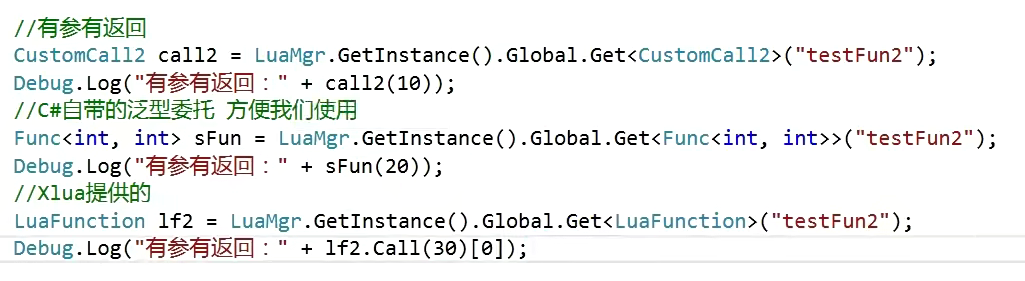 //有参有返回
CustomCall2 call2 = LuaMgr.GetInstance().Global.Get<CustomCall2>("testFun2");
Debug.Log("有参有返回：" + call2(10));
//C#自带的泛型委托 方便我们使用
Func<int, int> sFun = LuaMgr.GetInstance().Global.Get<Func<int, int>>("testFun2");
Debug.Log("有参有返回：" + sFun(20));
//Xlua提供的
LuaFunction lf2 = LuaMgr.GetInstance().Global.Get<LuaFunction>("testFun2");
Debug.Log("有参有返回：" + lf2.Call(30)[0]);